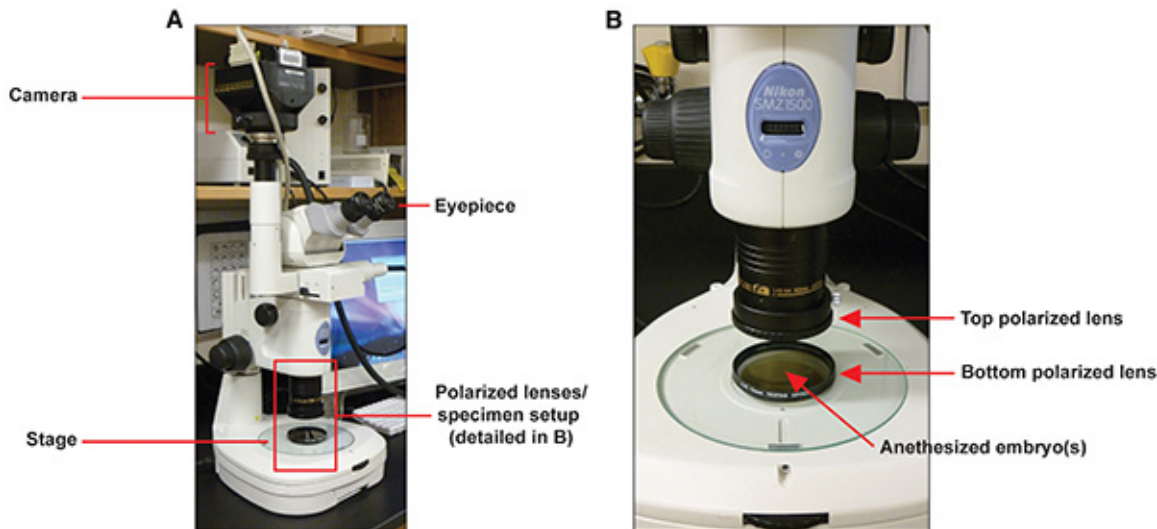 A
Camera
Eyepiece
Polarized lenses/
specimen setup
(detailed in B)
Stage
B
Nikon
SMZ1500
Top polarized lens
Bottom polarized lens
Anethesized embryo(s)